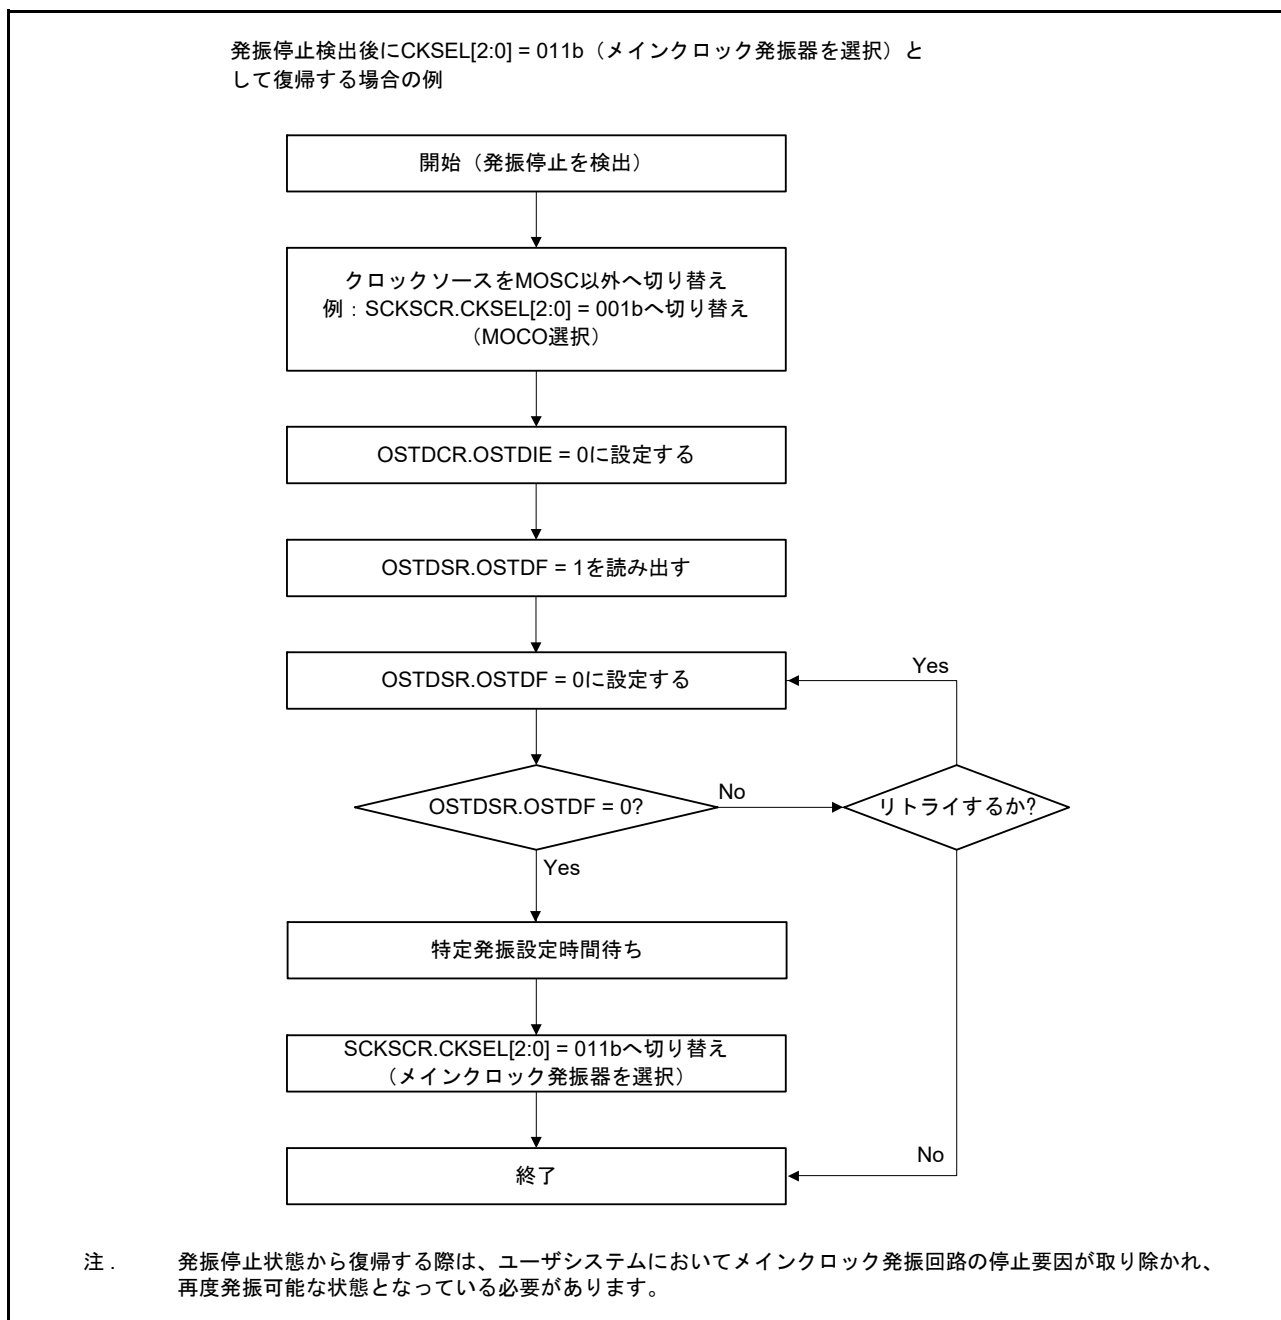 発振停止検出後にCKSEL[2:0] = 011b（メインクロック発振器を選択）と
して復帰する場合の例
開始（発振停止を検出）
クロックソースをMOSC以外へ切り替え
例：SCKSCR.CKSEL[2:0] = 001bへ切り替え
（MOCO選択）
OSTDCR.OSTDIE = 0に設定する
OSTDSR.OSTDF = 1を読み出す
OSTDSR.OSTDF = 0に設定する
Yes
OSTDSR.OSTDF = 0?
No
リトライするか?
Yes
特定発振設定時間待ち
SCKSCR.CKSEL[2:0] = 011bへ切り替え
（メインクロック発振器を選択）
No
終了
注 . 発振停止状態から復帰する際は、ユーザシステムにおいてメインクロック発振回路の停止要因が取り除かれ、
再度発振可能な状態となっている必要があります。